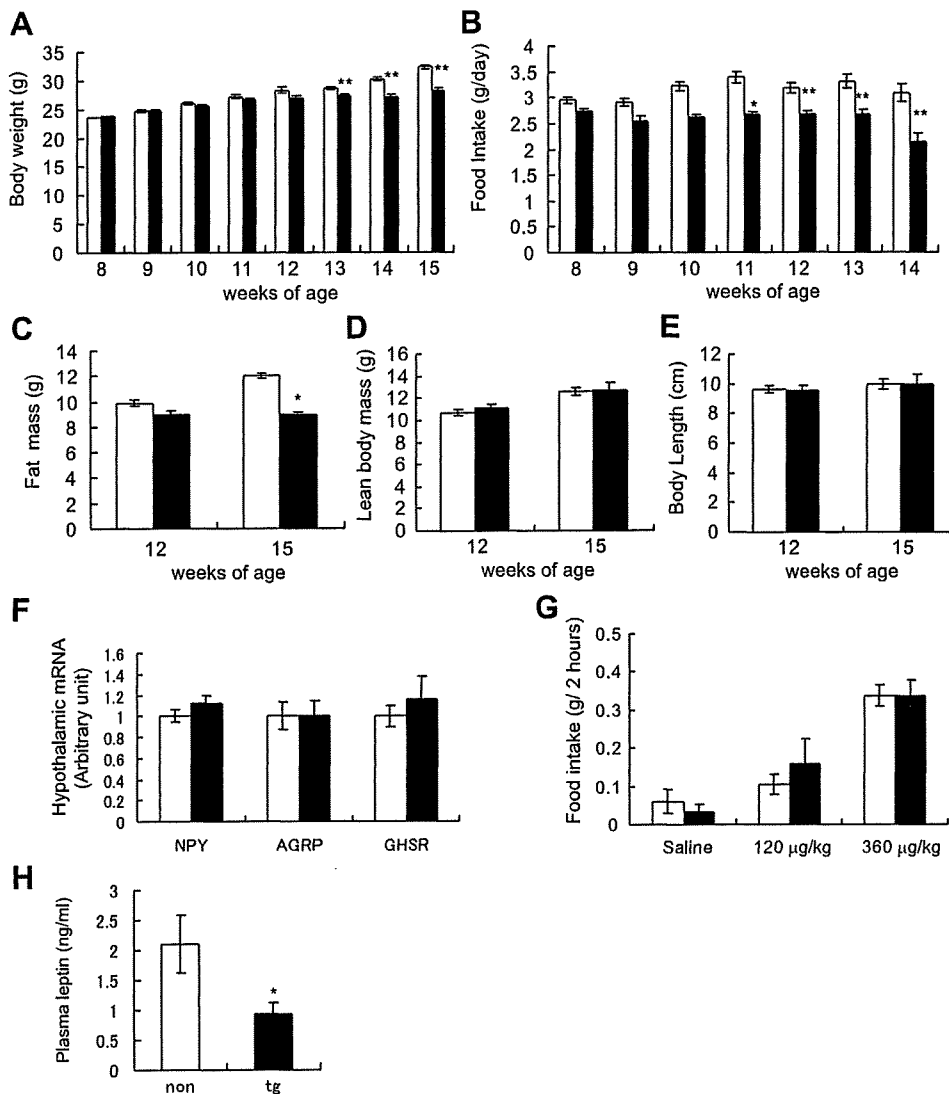 A
Body weight (g)
35
30
25
20
15
10
5
0
** ** **
8 9 10 11 12 13 14 15
weeks of age
B
Food Intake (g/day)
4
3.5
3
2.5
2
1.5
1
0.5
0
* ** ** **
8 9 10 11 12 13 14
weeks of age
C
Fat mass (g)
14
12
10
8
6
4
2
0
*
12 15
weeks of age
D
Lean body mass (g)
16
14
12
10
8
6
4
2
0
12 15
weeks of age
E
Body Length (cm)
12
10
8
6
4
2
0
12 15
weeks of age
F
Hypothalamic mRNA
(Arbitrary unit)
1.6
1.4
1.2
1
0.8
0.6
0.4
0.2
0
NPY AGRP GHSR
G
Food intake (g/ 2 hours)
0.5
0.4
0.3
0.2
0.1
0
Saline 120 μg/kg 360 μg/kg
H
Plasma leptin (ng/ml)
3
2.5
2
1.5
1
0.5
0
*
non tg